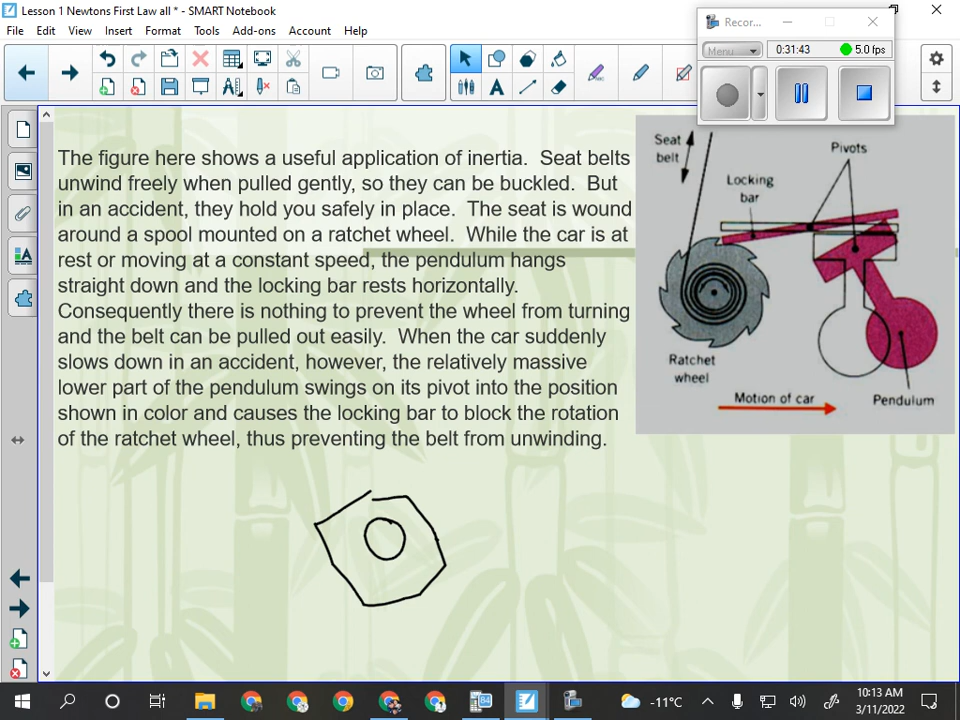 Lesson 1 Newtons First Law all * - SMART Notebook
File Edit View Insert Format Tools Add-ons Account Help
Recor...
Menu 0:31:43 5.0 fps
The figure here shows a useful application of inertia. Seat belts
unwind freely when pulled gently, so they can be buckled. But
in an accident, they hold you safely in place. The seat is wound
around a spool mounted on a ratchet wheel. While the car is at
rest or moving at a constant speed, the pendulum hangs
straight down and the locking bar rests horizontally.
Consequently there is nothing to prevent the wheel from turning
and the belt can be pulled out easily. When the car suddenly
slows down in an accident, however, the relatively massive
lower part of the pendulum swings on its pivot into the position
shown in color and causes the locking bar to block the rotation
of the ratchet wheel, thus preventing the belt from unwinding.
Seat
belt
Pivots
Locking
bar
Ratchet
wheel
Motion of car
Pendulum
-11°C
10:13 AM
3/11/2022